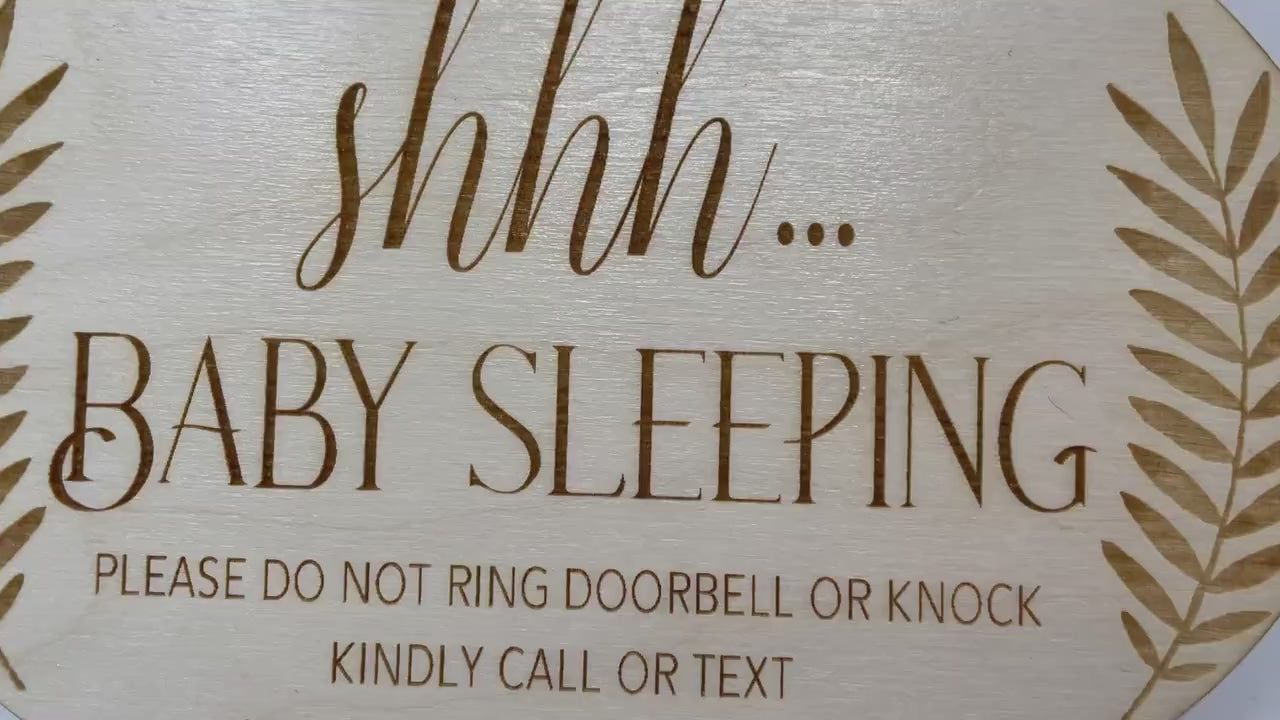 shhh...
BABY SLEEPING
PLEASE DO NOT RING DOORBELL OR KNOCK
KINDLY CALL OR TEXT